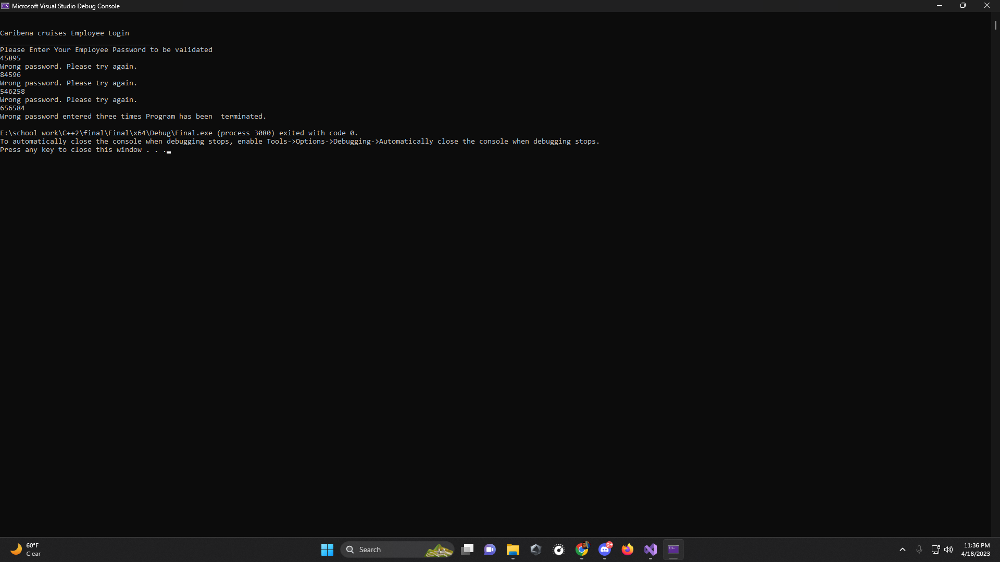 Microsoft Visual Studio Debug Console
Caribena cruises Employee Login
_____________________________________
Please Enter Your Employee Password to be validated
45895
Wrong password. Please try again.
84596
Wrong password. Please try again.
546258
Wrong password. Please try again.
656584
Wrong password entered three times Program has been  terminated.
E:\school work\C++2\final\Final\x64\Debug\Final.exe (process 3080) exited with code 0.
To automatically close the console when debugging stops, enable Tools->Options->Debugging->Automatically close the console when debugging stops.
Press any key to close this window . . .
60°F
Clear
Search
9+
11:36 PM
4/18/2023